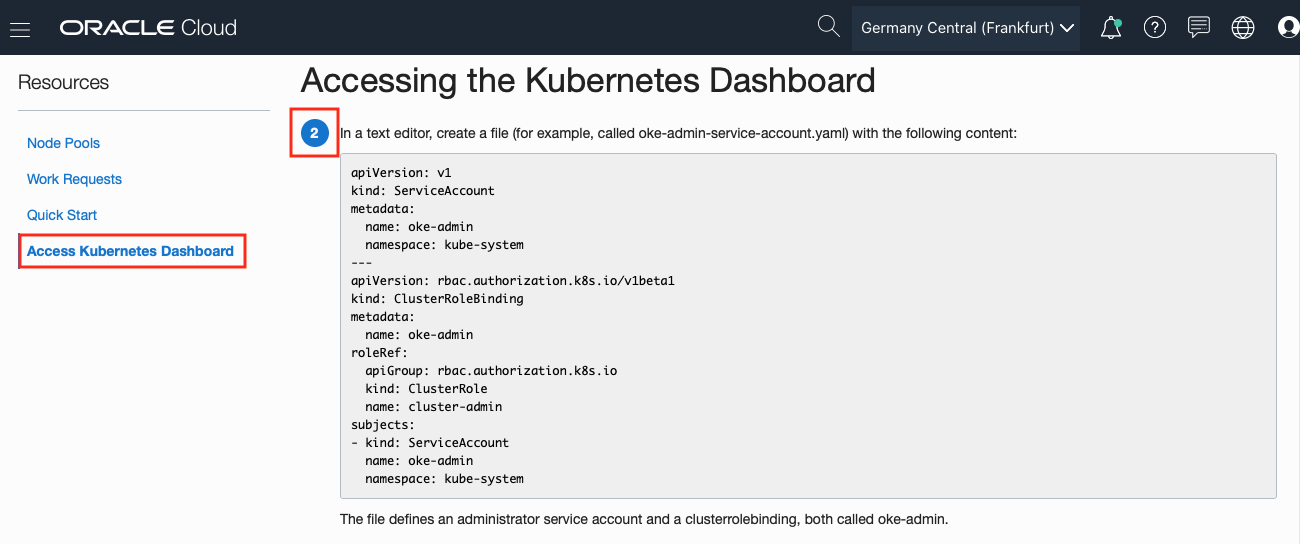 ORACLE Cloud
Germany Central (Frankfurt)
Resources
Node Pools
Work Requests
Quick Start
Access Kubernetes Dashboard
Accessing the Kubernetes Dashboard
2 In a text editor, create a file (for example, called oke-admin-service-account.yaml) with the following content:
apiVersion: v1
kind: ServiceAccount
metadata:
  name: oke-admin
  namespace: kube-system
---
apiVersion: rbac.authorization.k8s.io/v1beta1
kind: ClusterRoleBinding
metadata:
  name: oke-admin
roleRef:
  apiGroup: rbac.authorization.k8s.io
  kind: ClusterRole
  name: cluster-admin
subjects:
- kind: ServiceAccount
  name: oke-admin
  namespace: kube-system
The file defines an administrator service account and a clusterrolebinding, both called oke-admin.